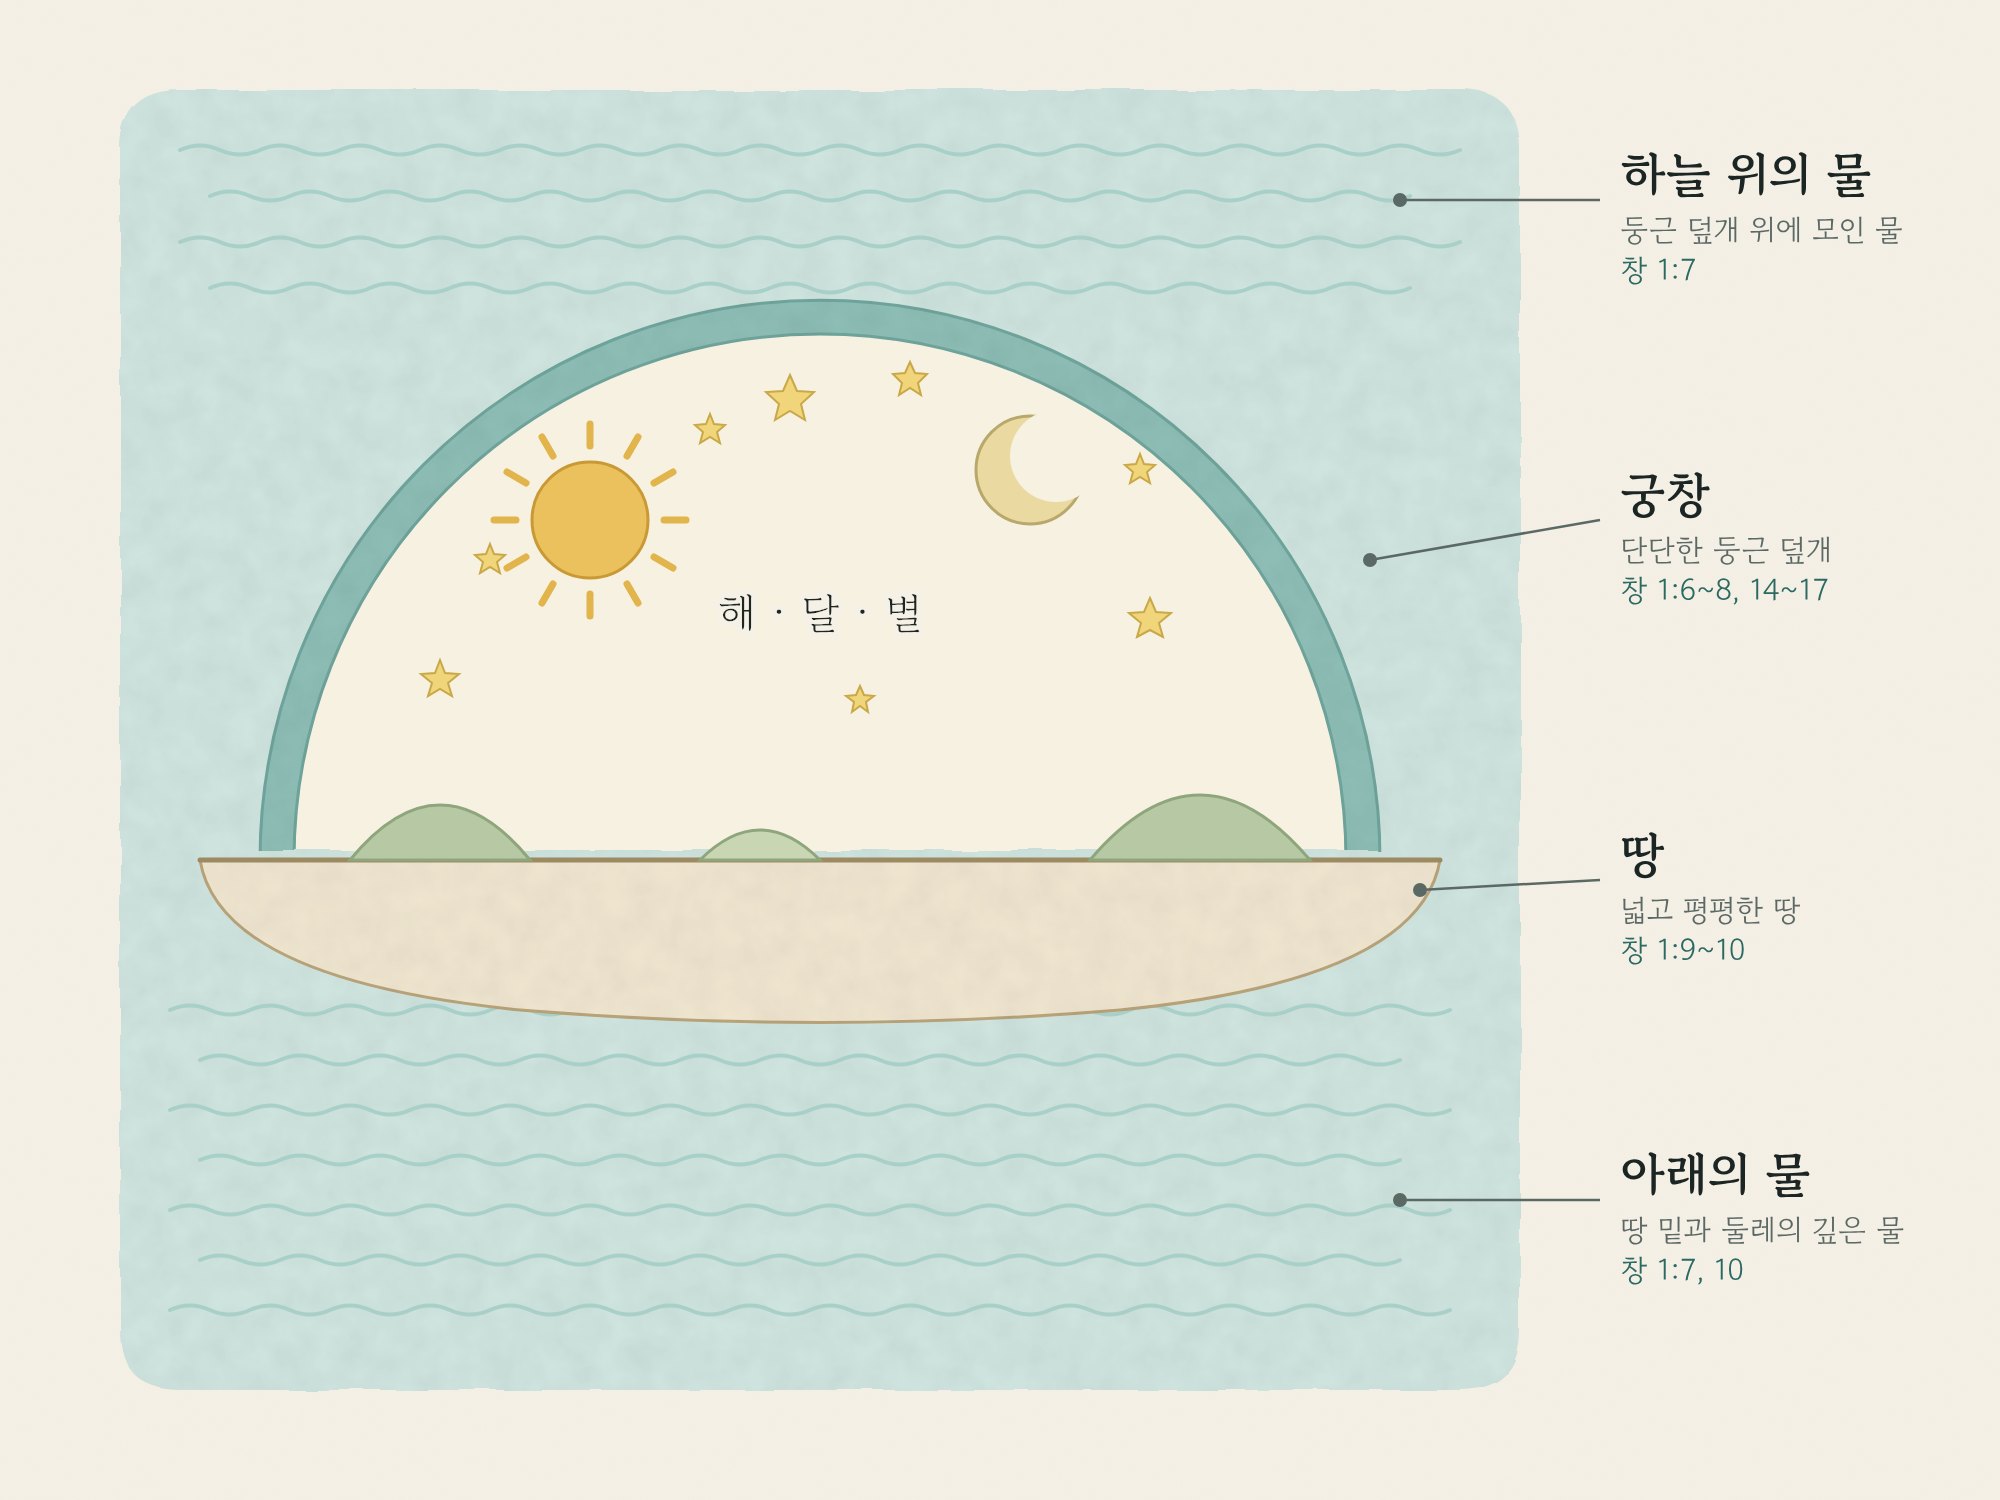 하늘 위의 물
둥근 덮개 위에 모인 물
창 1:7
궁창
단단한 둥근 덮개
창 1:6~8, 14~17
해 · 달 · 별
땅
넓고 평평한 땅
창 1:9~10
아래의 물
땅 밑과 둘레의 깊은 물
창 1:7, 10